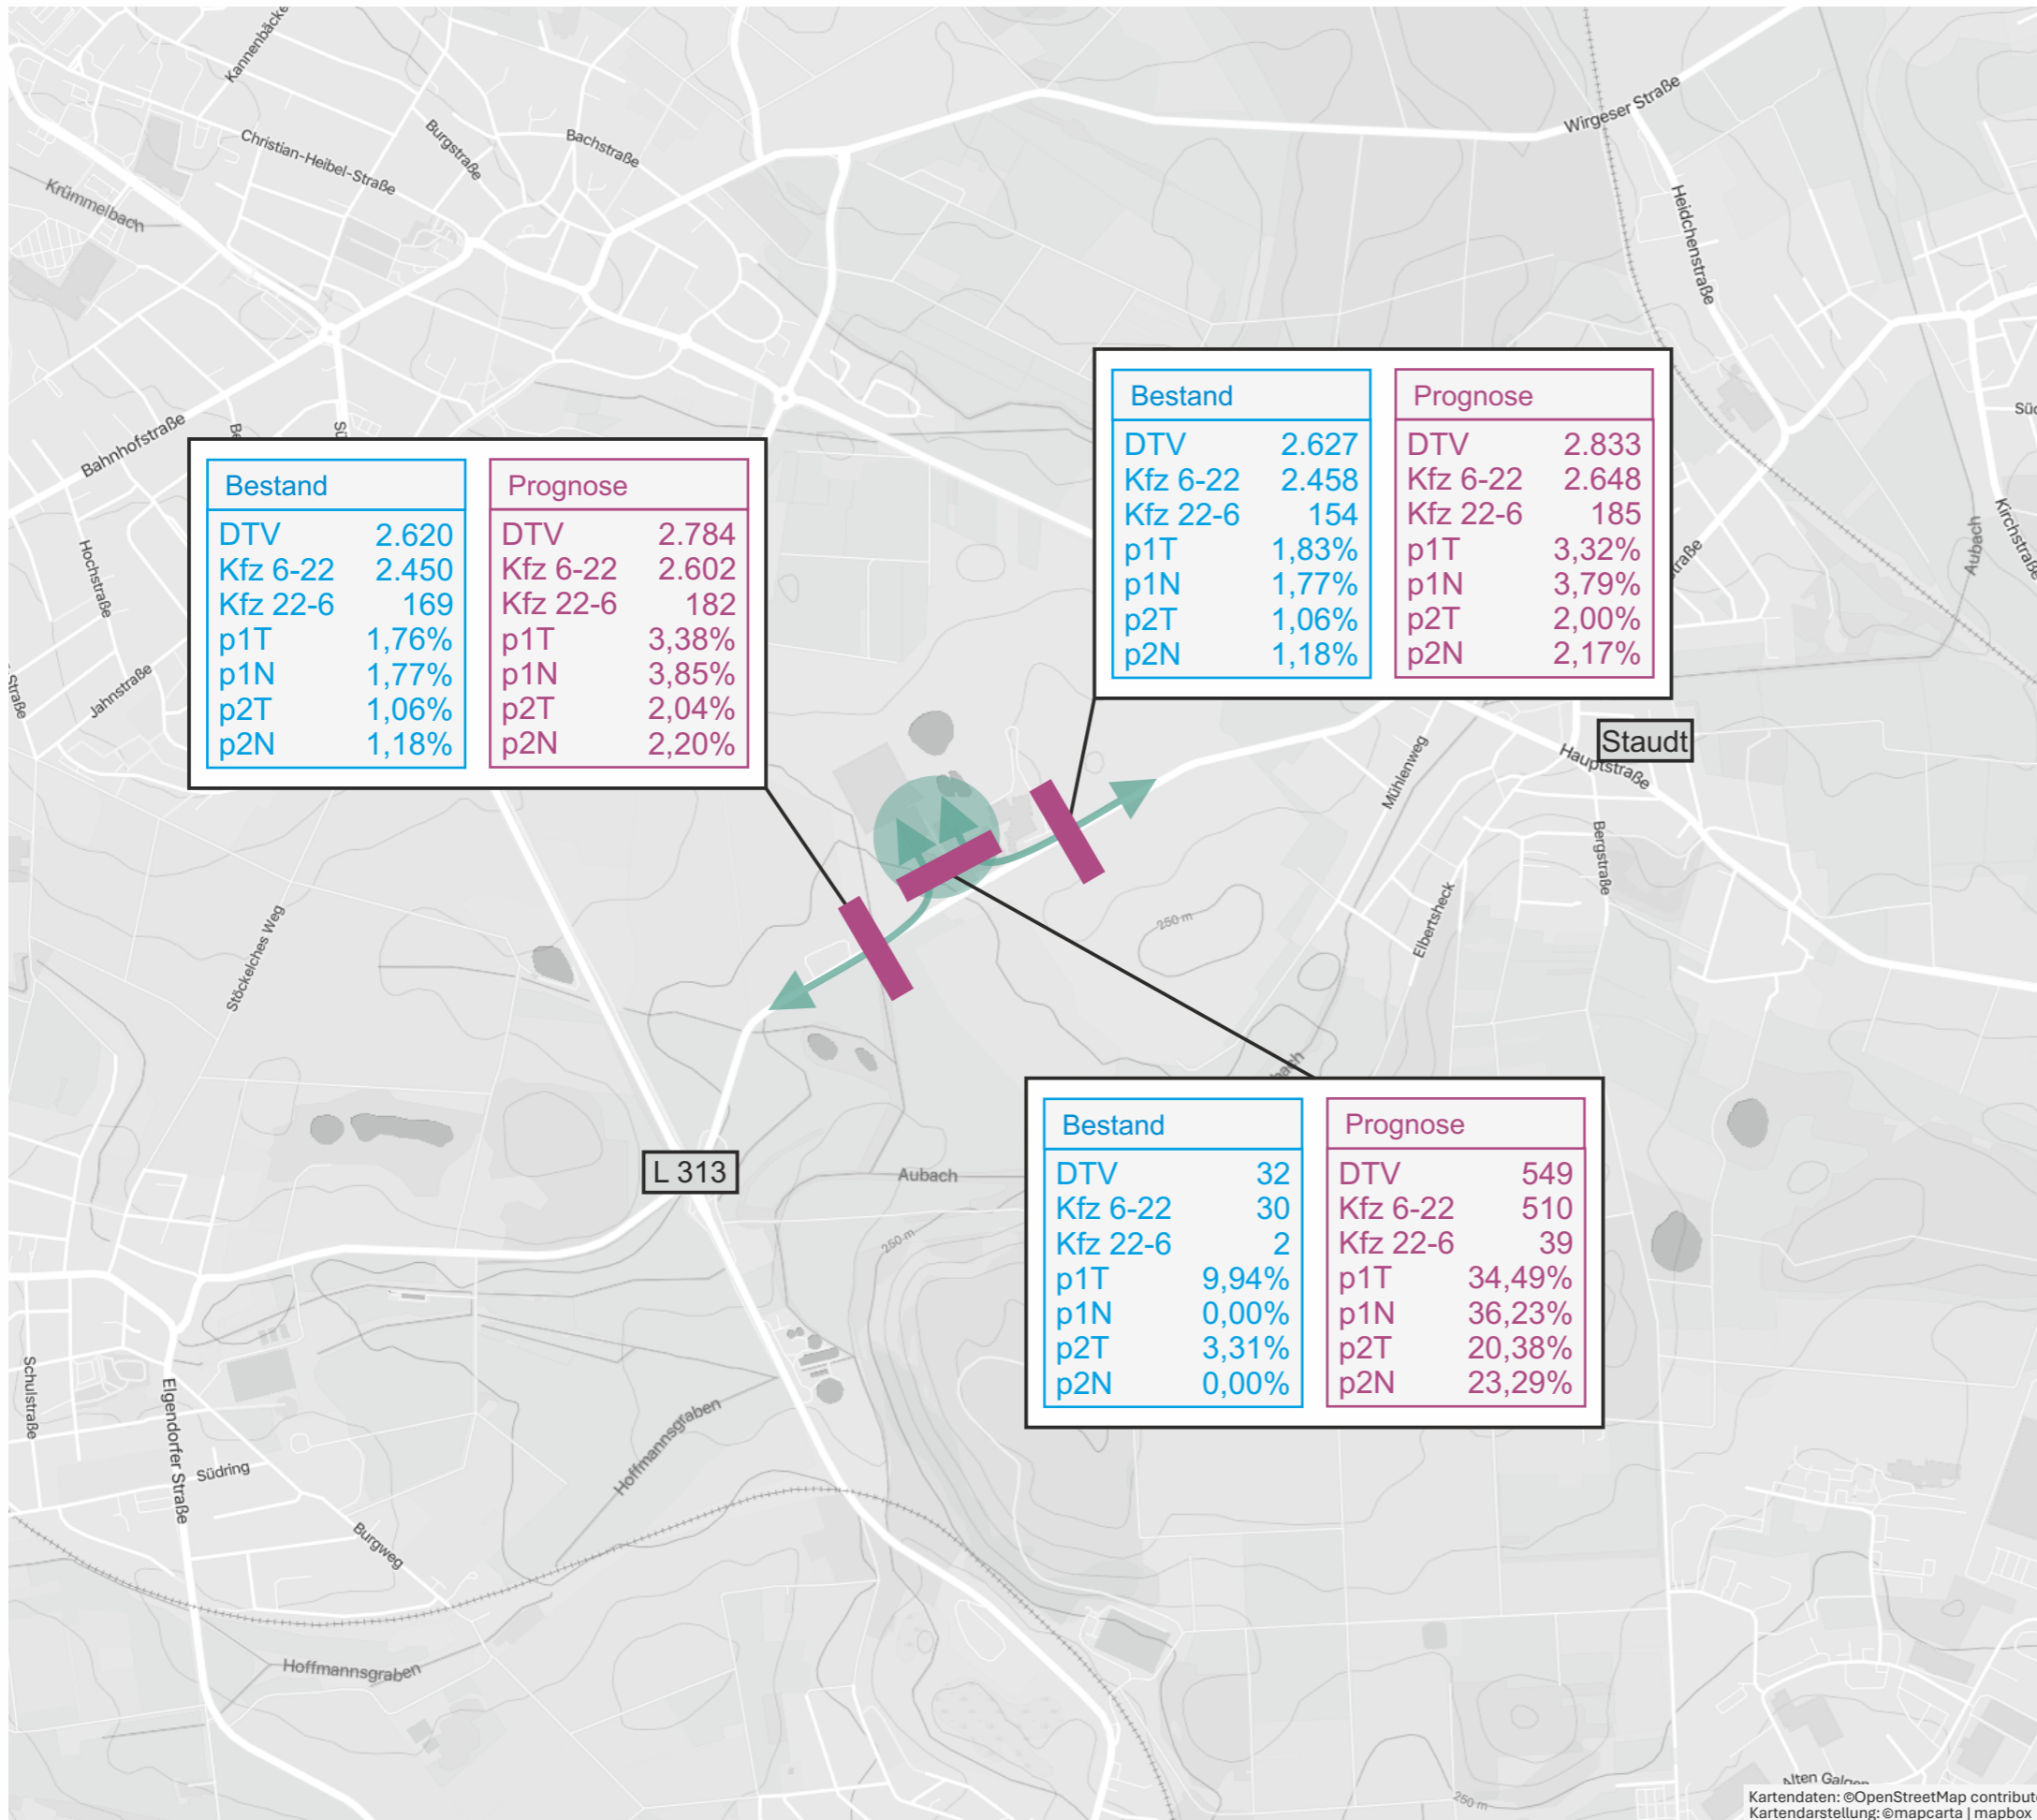 Kannenbäcke
Christian-Heibel-Straße
Burgstraße
Bachstraße
Wirgeser Straße
Krümmelbach
Heidchenstraße
Bahnhofstraße
Hochstraße
Jahnstraße
Straße
Bestand
DTV 2.627
Kfz 6-22 2.458
Kfz 22-6 154
p1T 1,83%
p1N 1,77%
p2T 1,06%
p2N 1,18%
Prognose
DTV 2.833
Kfz 6-22 2.648
Kfz 22-6 185
p1T 3,32%
p1N 3,79%
p2T 2,00%
p2N 2,17%
Bestand
DTV 2.620
Kfz 6-22 2.450
Kfz 22-6 169
p1T 1,76%
p1N 1,77%
p2T 1,06%
p2N 1,18%
Prognose
DTV 2.784
Kfz 6-22 2.602
Kfz 22-6 182
p1T 3,38%
p1N 3,85%
p2T 2,04%
p2N 2,20%
traße
Aubach
Kirchstraße
Staudt
Hauptstraße
Mühlenweg
Bergstraße
Elbertsheck
250 m
Stöckelches Weg
bach
L 313
Aubach
250 m
Bestand
DTV 32
Kfz 6-22 30
Kfz 22-6 2
p1T 9,94%
p1N 0,00%
p2T 3,31%
p2N 0,00%
Prognose
DTV 549
Kfz 6-22 510
Kfz 22-6 39
p1T 34,49%
p1N 36,23%
p2T 20,38%
p2N 23,29%
Schulstraße
Elgendorfer Straße
Südring
Burgweg
Hoffmannsgraben
Hoffmannsgraben
250 m
Alten Galgen
Kartendaten: ©OpenStreetMap contribut
Kartendarstellung: ©mapcarta | mapbox